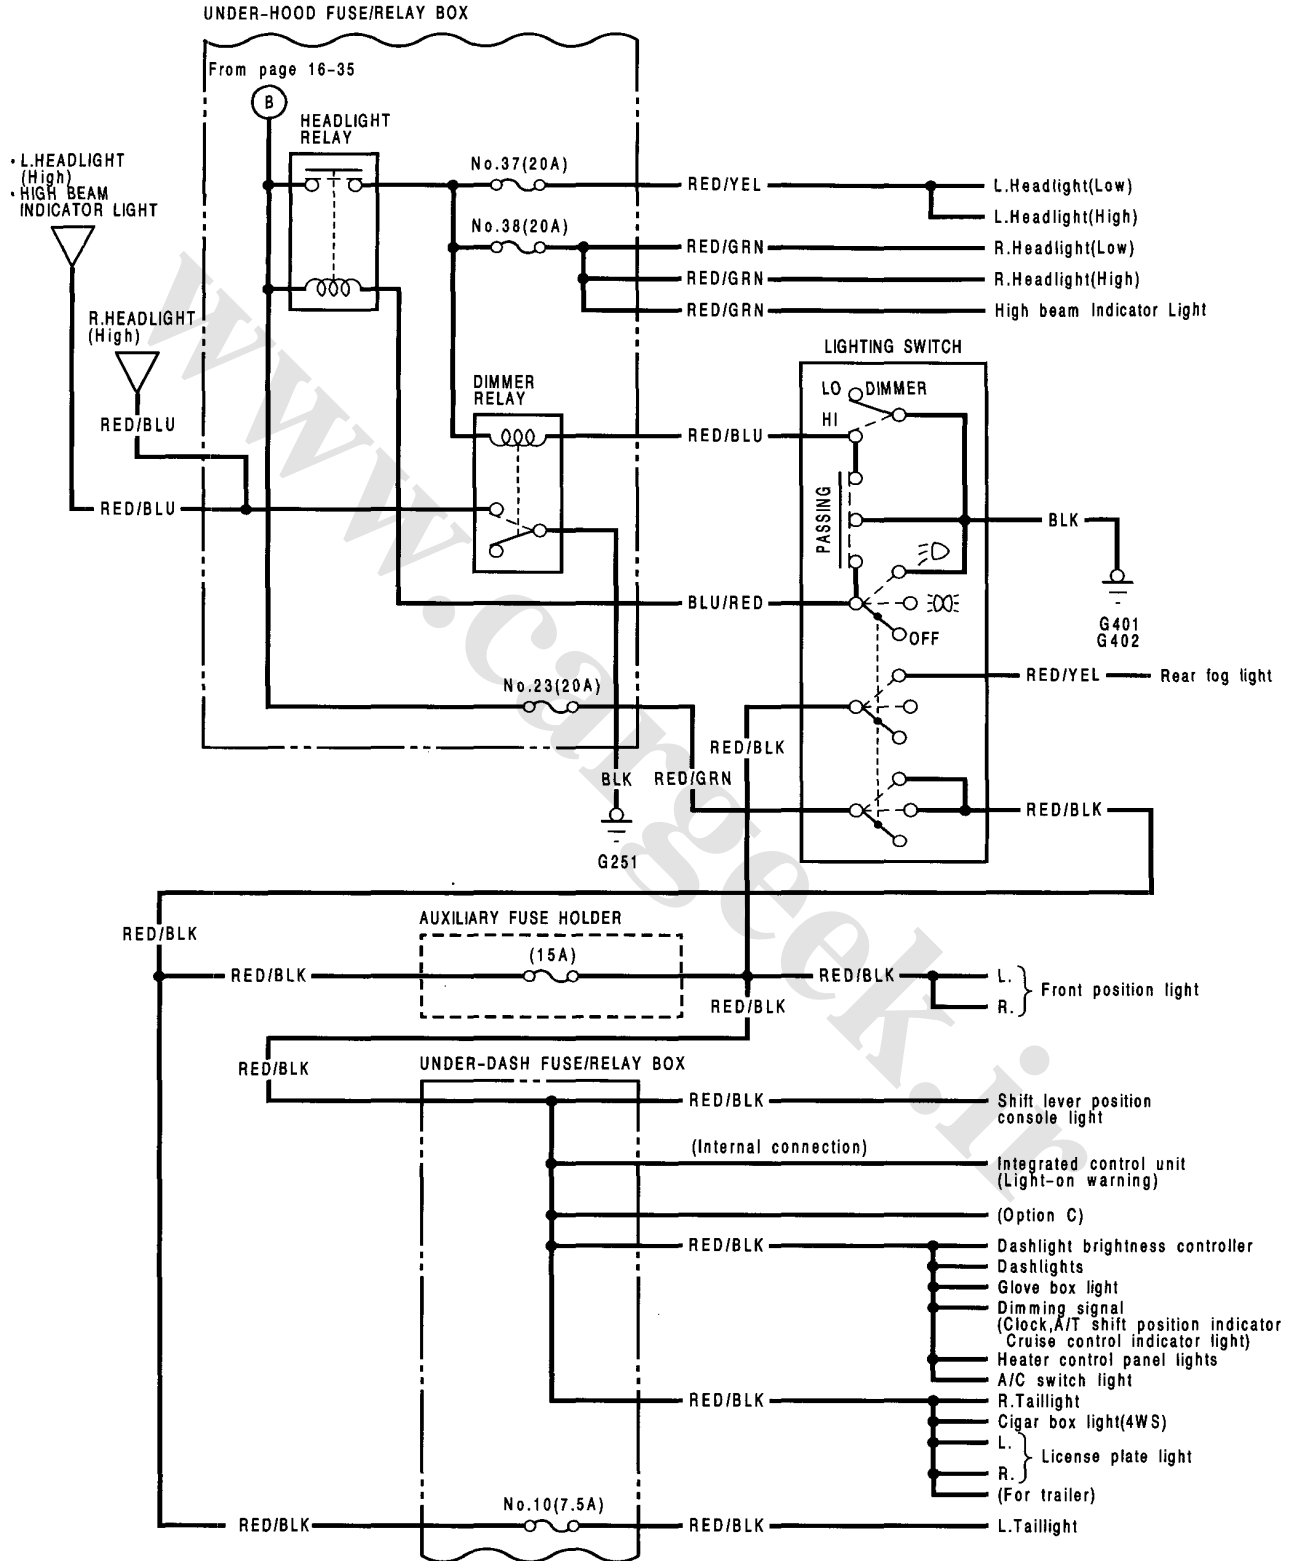 UNDER-HOOD FUSE/RELAY BOX
From page 16-35
B
HEADLIGHT
RELAY
• L.HEADLIGHT
(High)
• HIGH BEAM
INDICATOR LIGHT
No.37(20A)
RED/YEL
L.Headlight(Low)
L.Headlight(High)
No.38(20A)
RED/GRN
R.Headlight(Low)
RED/GRN
R.Headlight(High)
RED/GRN
High beam Indicator Light
R.HEADLIGHT
(High)
LIGHTING SWITCH
DIMMER
RELAY
LO
DIMMER
HI
RED/BLU
RED/BLU
RED/BLU
PASSING
BLK
BLU/RED
OFF
G401
G402
No.23(20A)
RED/YEL
Rear fog light
RED/BLK
BLK
RED/GRN
RED/BLK
G251
AUXILIARY FUSE HOLDER
RED/BLK
(15A)
RED/BLK
RED/BLK
L.
R.
Front position light
RED/BLK
RED/BLK
UNDER-DASH FUSE/RELAY BOX
RED/BLK
Shift lever position
console light
(Internal connection)
Integrated control unit
(Light-on warning)
(Option C)
RED/BLK
Dashlight brightness controller
Dashlights
Glove box light
Dimming signal
(Clock,A/T shift position indicator
Cruise control indicator light)
Heater control panel lights
A/C switch light
RED/BLK
R.Taillight
Cigar box light(4WS)
L.
R.
License plate light
(For trailer)
No.10(7.5A)
RED/BLK
RED/BLK
L.Taillight
www.cargeek.ir